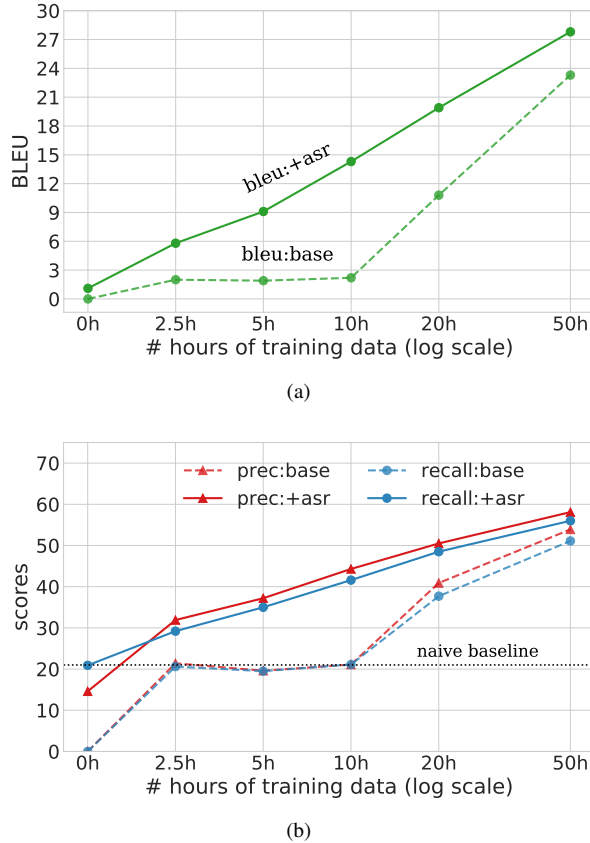 30
27
24
21
18
15
12
9
6
3
0
BLEU
bleu:+asr
bleu:base
0h 2.5h 5h 10h 20h 50h
# hours of training data (log scale)
(a)
70
60
50
40
30
20
10
0
scores
prec:base recall:base
prec:+asr recall:+asr
naive baseline
0h 2.5h 5h 10h 20h 50h
# hours of training data (log scale)
(b)